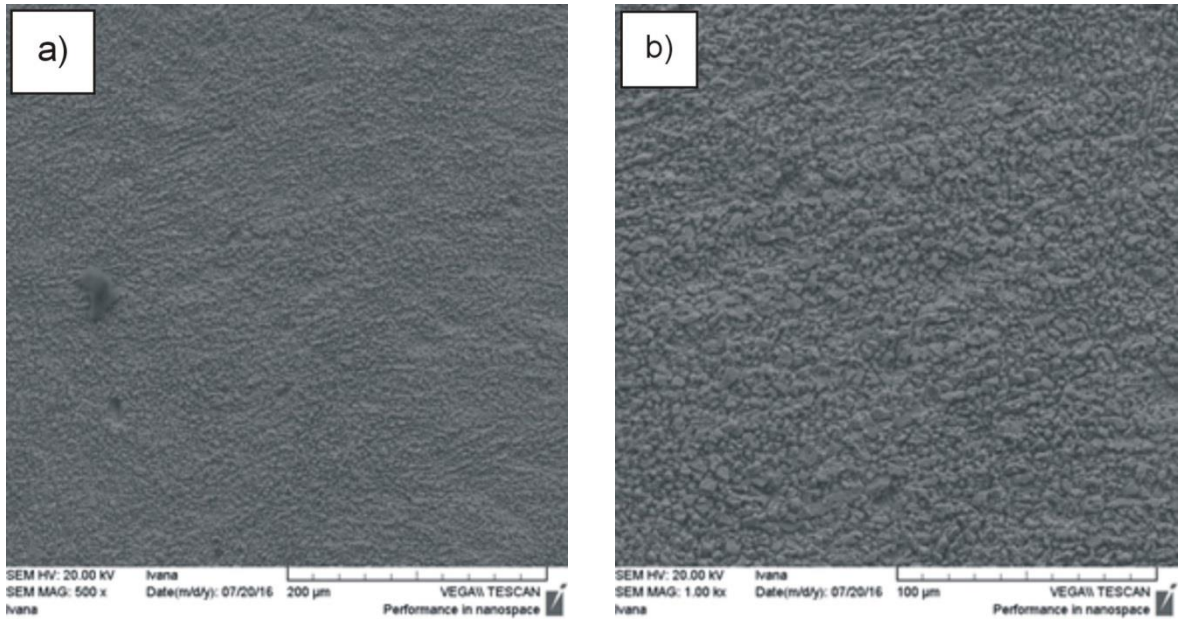 a)
SEM HV: 20.00 kV Ivana
SEM MAG: 500 x Date(m/d/y): 07/20/16 200 µm VEGA\\ TESCAN
Ivana Performance in nanospace
b)
SEM HV: 20.00 kV Ivana
SEM MAG: 1.00 kx Date(m/d/y): 07/20/16 100 µm VEGA\\ TESCAN
Ivana Performance in nanospace